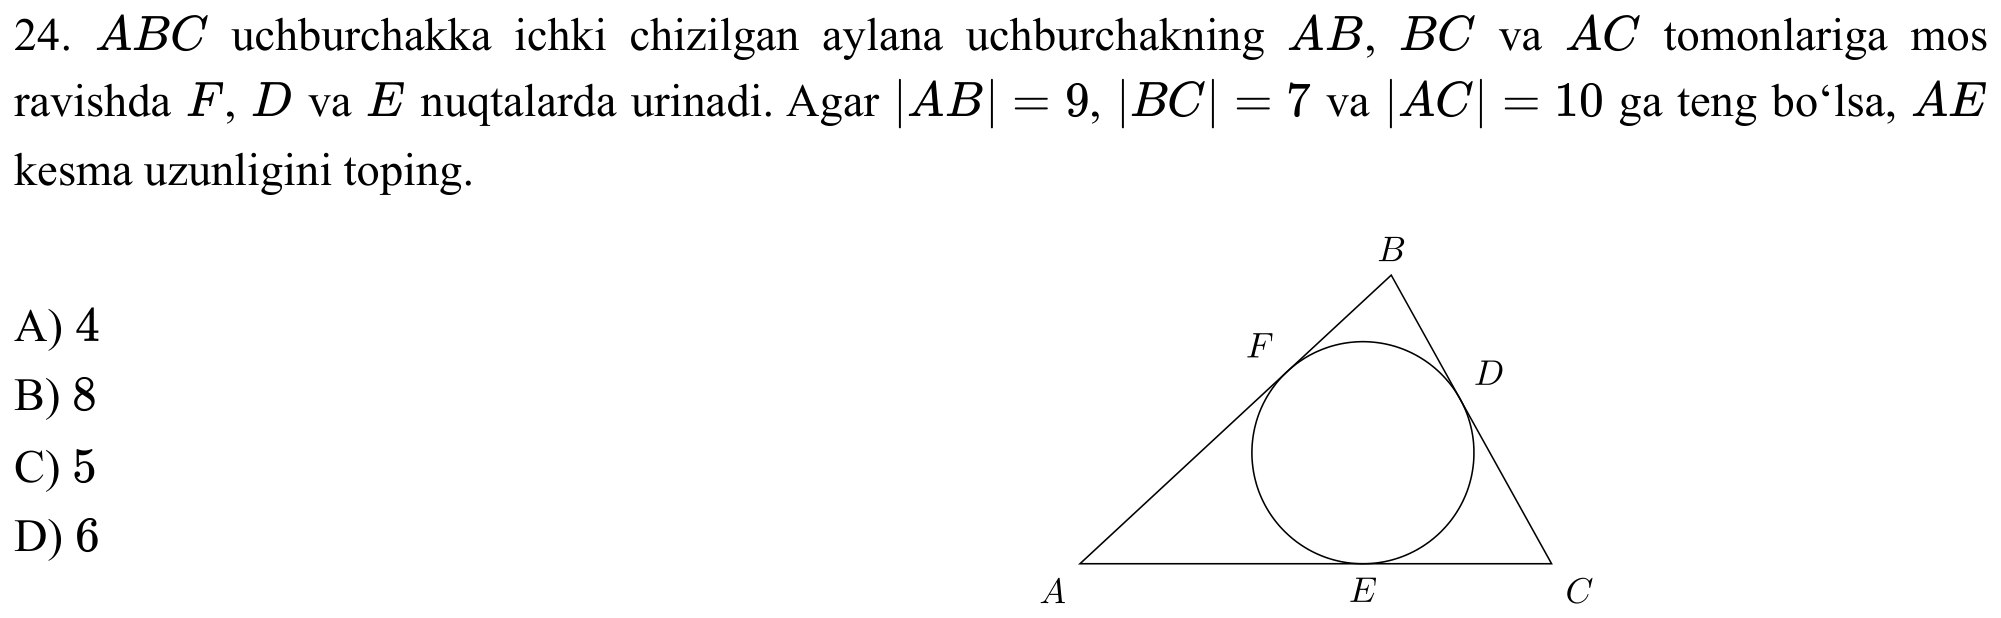 24. ABC uchburchakka ichki chizilgan aylana uchburchakning AB, BC va AC tomonlariga mos
ravishda F, D va E nuqtalarda urinadi. Agar |AB| = 9, |BC| = 7 va |AC| = 10 ga teng bo‘lsa, AE
kesma uzunligini toping.
A) 4
B) 8
C) 5
D) 6
B
F
D
A
E
C